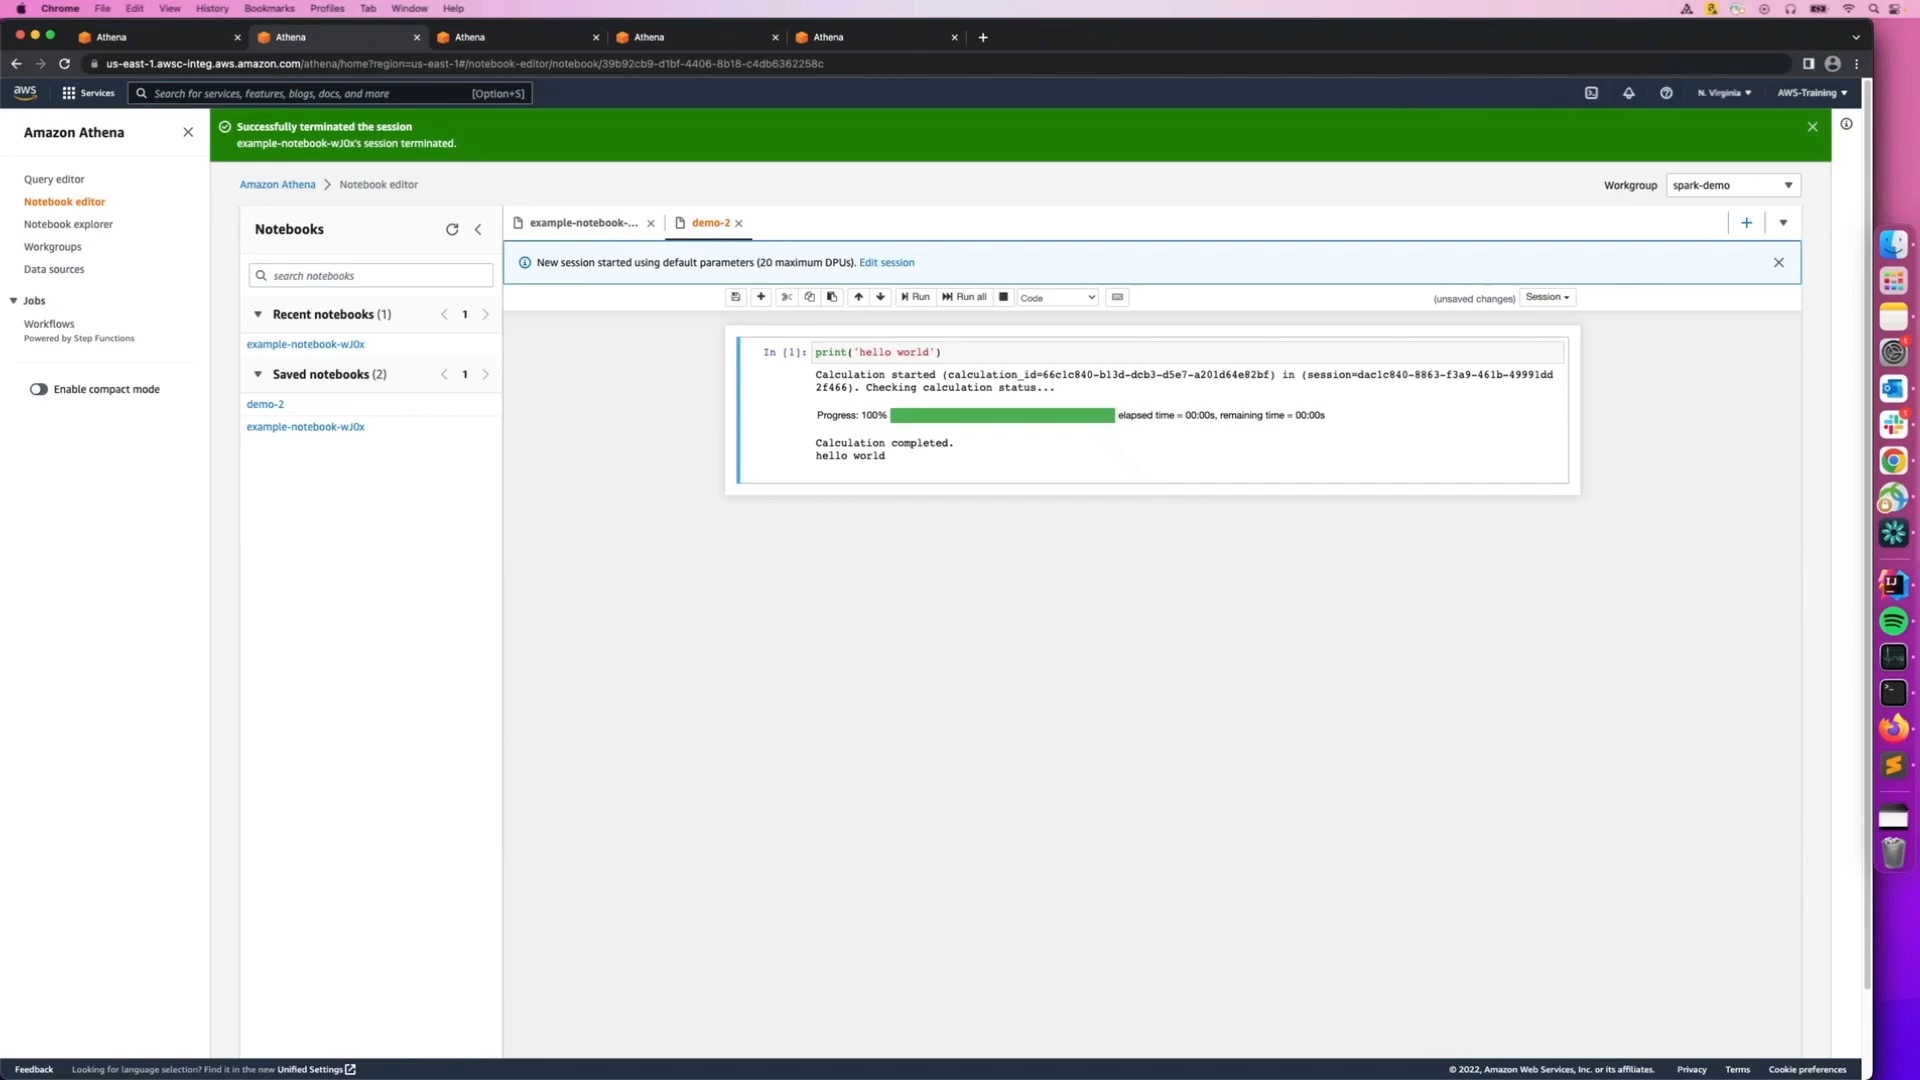 Chrome File Edit View History Bookmarks Profiles Tab Window Help
Athena
Athena
Athena
Athena
Athena
us-east-1.awsc-integ.aws.amazon.com/athena/home?region=us-east-1#/notebook-editor/notebook/39b92cb9-d1bf-4406-8b18-c4db6362258c
aws
Services
Search for services, features, blogs, docs, and more
[Option+S]
N. Virginia
AWS-Training
Amazon Athena
Query editor
Notebook editor
Notebook explorer
Workgroups
Data sources
Jobs
Workflows
Powered by Step Functions
Enable compact mode
Successfully terminated the session
example-notebook-wJ0x's session terminated.
Amazon Athena
Notebook editor
Workgroup
spark-demo
Notebooks
search notebooks
Recent notebooks (1)
1
example-notebook-wJ0x
Saved notebooks (2)
1
demo-2
example-notebook-wJ0x
example-notebook-...
demo-2
New session started using default parameters (20 maximum DPUs). Edit session
Run
Run all
Code
(unsaved changes)
Session
In [1]:
print('hello world')
Calculation started (calculation_id=66c1c840-b13d-dcb3-d5e7-a201d64e82bf) in (session=dac1c840-8863-f3a9-461b-49991dd
2f466). Checking calculation status...
Progress: 100%
elapsed time = 00:00s, remaining time = 00:00s
Calculation completed.
hello world
Feedback
Looking for language selection? Find it in the new Unified Settings
© 2022, Amazon Web Services, Inc. or its affiliates.
Privacy
Terms
Cookie preferences